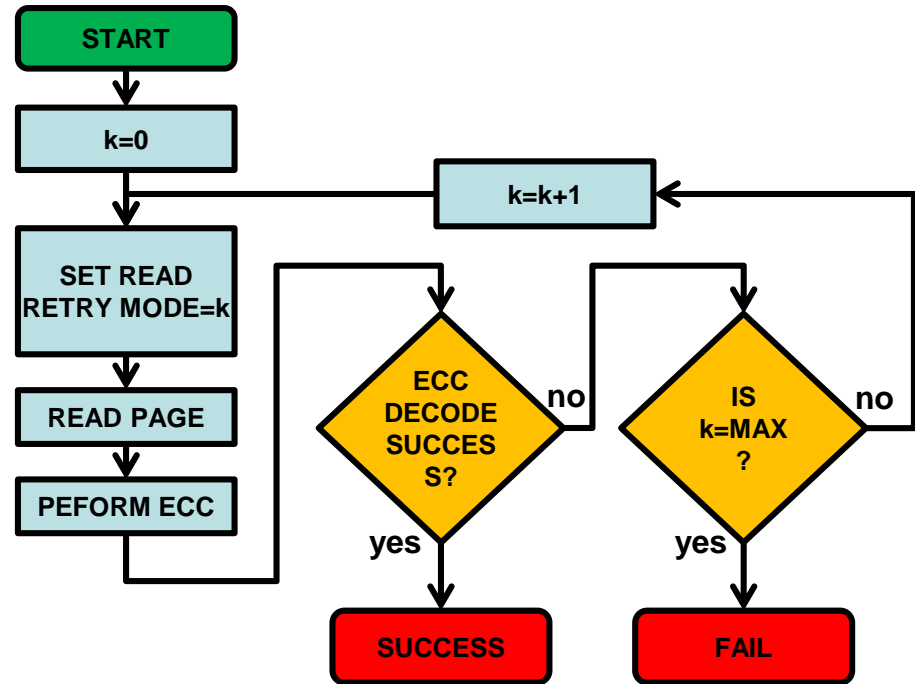 START
k=0
k=k+1
SET READ
RETRY MODE=k
READ PAGE
PEFORM ECC
ECC
DECODE
SUCCES
S?
no
yes
IS
k=MAX
?
no
yes
SUCCESS
FAIL